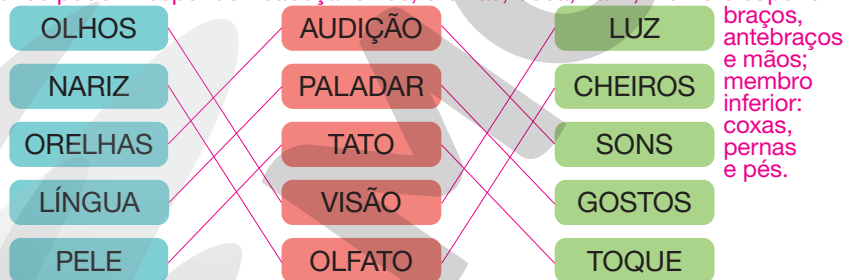 OLHOS AUDIÇÃO LUZ
NARIZ PALADAR CHEIROS
ORELHAS TATO SONS
LÍNGUA VISÃO GOSTOS
PELE OLFATO TOQUE
braços,
antebraços
e mãos;
membro
inferior:
coxas,
pernas
e pés.